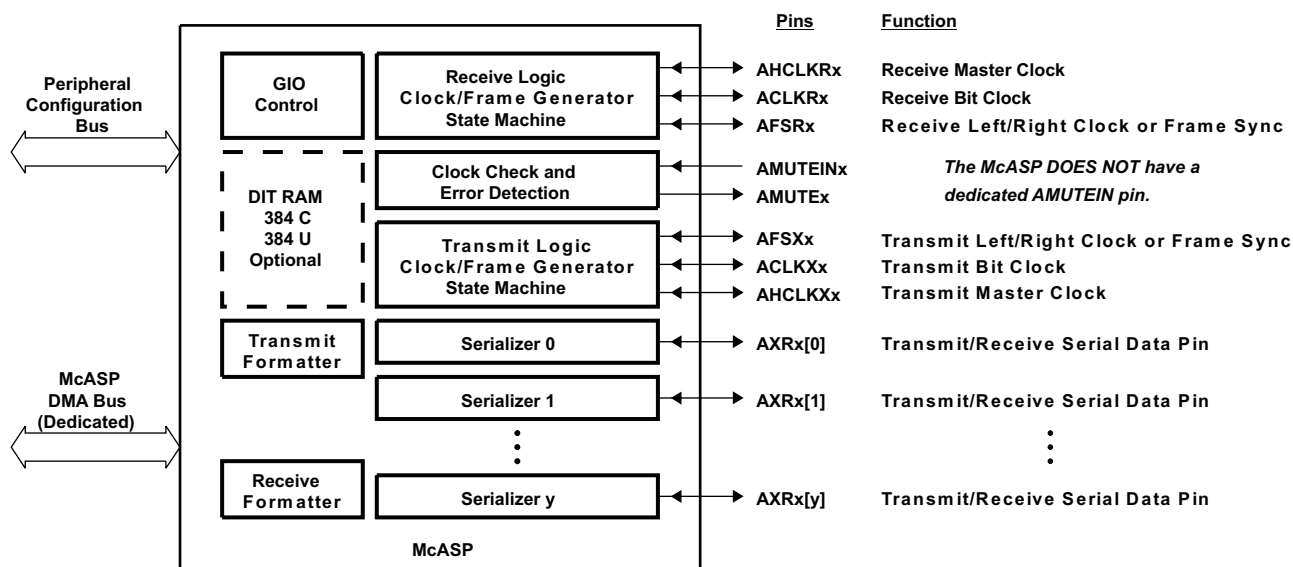 Pins Function
Peripheral
Configuration
Bus
GIO
Control
Receive Logic
Clock/Frame Generator
State Machine
AHCLKRx Receive Master Clock
ACLKRx Receive Bit Clock
AFSRx Receive Left/Right Clock or Frame Sync
DIT RAM
384 C
384 U
Optional
Clock Check and
Error Detection
AMUTEINx
AMUTEx
The McASP DOES NOT have a
dedicated AMUTEIN pin.
Transmit Logic
Clock/Frame Generator
State Machine
AFSXx Transmit Left/Right Clock or Frame Sync
ACLKXx Transmit Bit Clock
AHCLKXx Transmit Master Clock
Transmit
Formatter
Serializer 0
AXRx[0] Transmit/Receive Serial Data Pin
McASP
DMA Bus
(Dedicated)
Serializer 1
AXRx[1] Transmit/Receive Serial Data Pin
Receive
Formatter
Serializer y
AXRx[y] Transmit/Receive Serial Data Pin
McASP